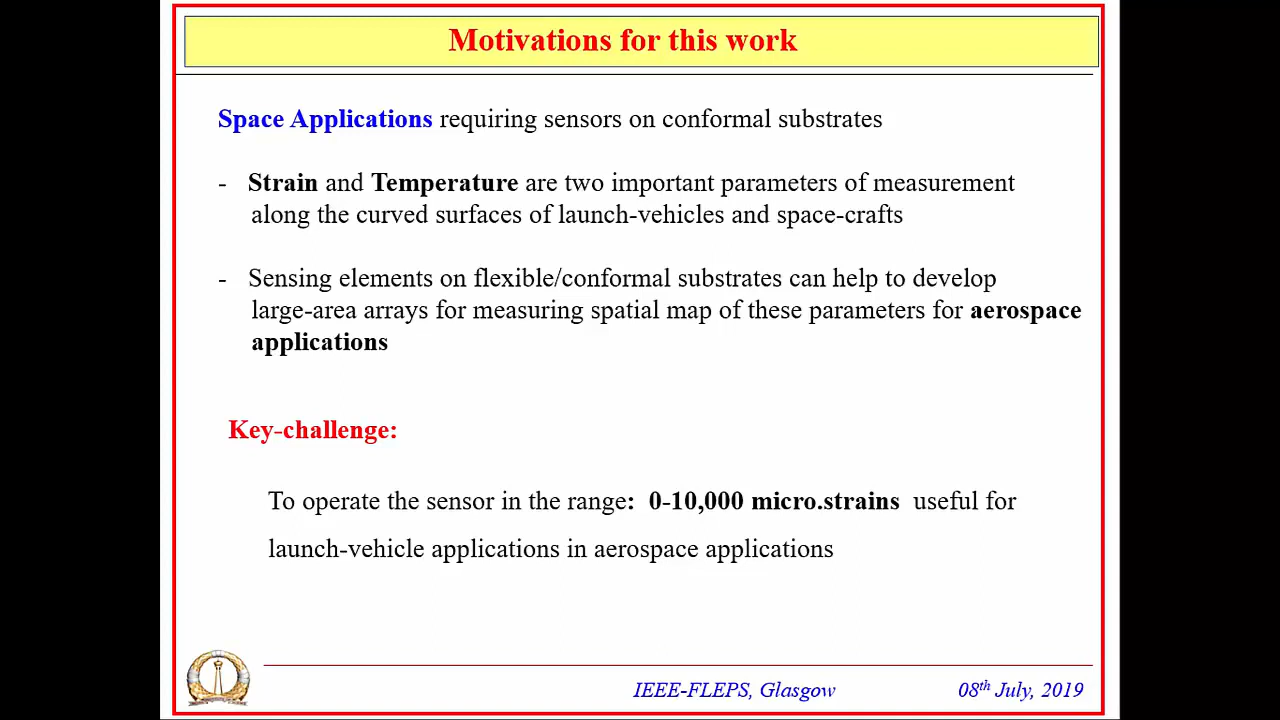 Motivations for this work
Space Applications requiring sensors on conformal substrates
- Strain and Temperature are two important parameters of measurement
along the curved surfaces of launch-vehicles and space-crafts
- Sensing elements on flexible/conformal substrates can help to develop
large-area arrays for measuring spatial map of these parameters for aerospace
applications
Key-challenge:
To operate the sensor in the range: 0-10,000 micro.strains useful for
launch-vehicle applications in aerospace applications
IEEE-FLEPS, Glasgow 08th July, 2019